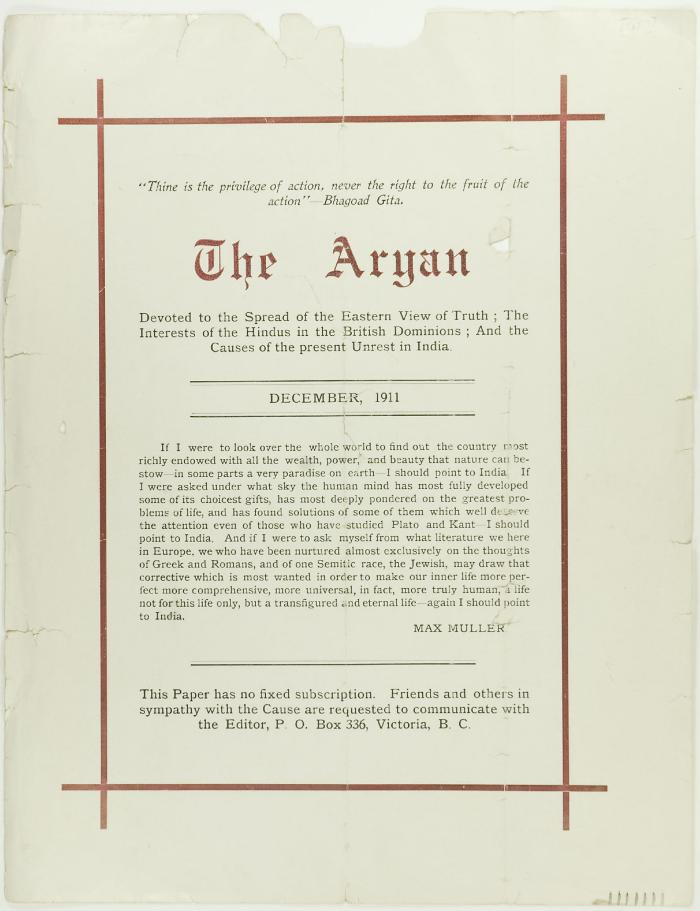 "Thine is the privilege of action, never the right to the fruit of the
action"—Bhagoad Gita.
The Aryan
Devoted to the Spread of the Eastern View of Truth ; The
Interests of the Hindus in the British Dominions ; And the
Causes of the present Unrest in India.
DECEMBER, 1911
If I were to look over the whole world to find out the country most
richly endowed with all the wealth, power, and beauty that nature can be-
stow—in some parts a very paradise on earth—I should point to India. If
I were asked under what sky the human mind has most fully developed
some of its choicest gifts, has most deeply pondered on the greatest pro-
blems of life, and has found solutions of some of them which well deserve
the attention even of those who have studied Plato and Kant—I should
point to India. And if I were to ask myself from what literature we here
in Europe, we who have been nurtured almost exclusively on the thoughts
of Greek and Romans, and of one Semitic race, the Jewish, may draw that
corrective which is most wanted in order to make our inner life more per-
fect more comprehensive, more universal, in fact, more truly human, a life
not for this life only, but a transfigured and eternal life—again I should point
to India.
MAX MULLER
This Paper has no fixed subscription. Friends and others in
sympathy with the Cause are requested to communicate with
the Editor, P. O. Box 336, Victoria, B. C.